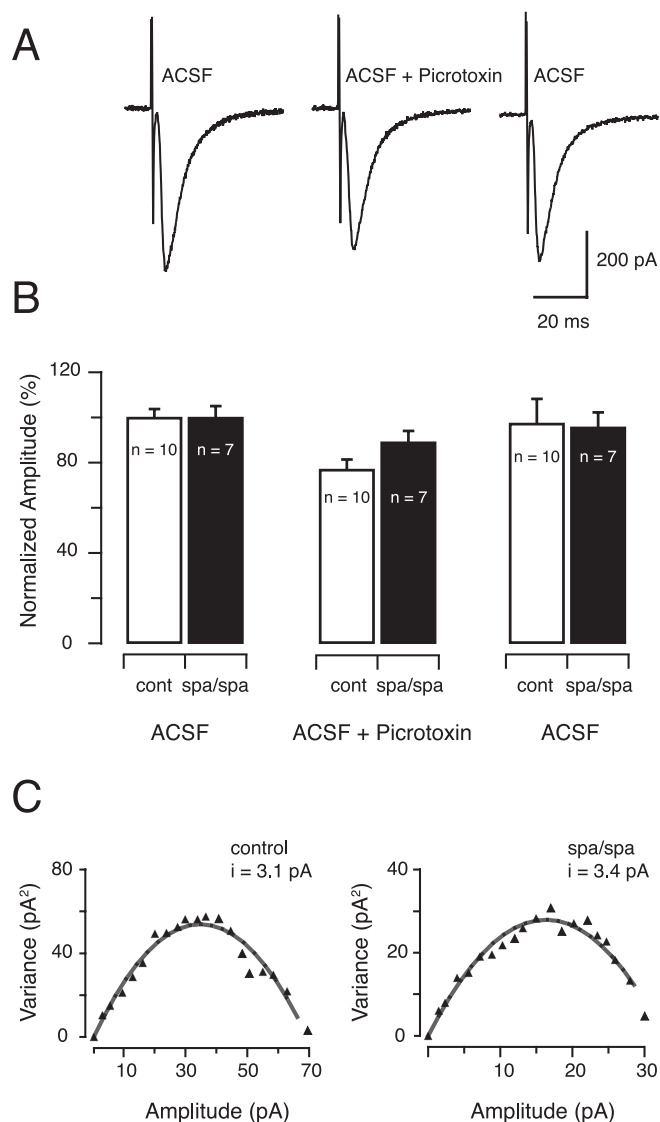 A
ACSF
ACSF + Picrotoxin
ACSF
200 pA
20 ms
B
Normalized Amplitude (%)
120
80
40
0
n = 10
n = 7
n = 10
n = 7
n = 10
n = 7
cont spa/spa
cont spa/spa
cont spa/spa
ACSF
ACSF + Picrotoxin
ACSF
C
control
i = 3.1 pA
Variance (pA²)
80
40
0
10
30
50
70
Amplitude (pA)
spa/spa
i = 3.4 pA
Variance (pA²)
40
20
0
10
20
30
Amplitude (pA)